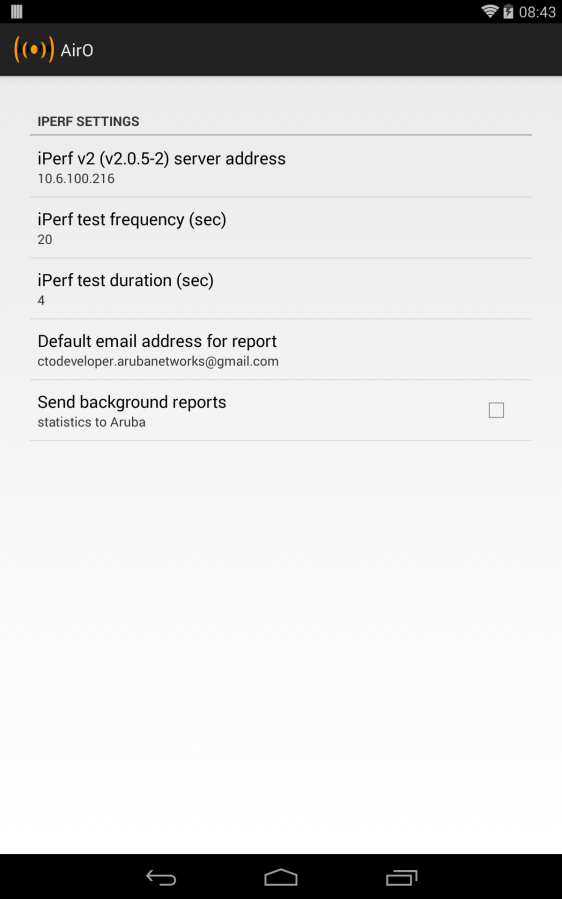 08:43
AirO
IPERF SETTINGS
iPerf v2 (v2.0.5-2) server address
10.6.100.216
iPerf test frequency (sec)
20
iPerf test duration (sec)
4
Default email address for report
ctodeveloper.arubanetworks@gmail.com
Send background reports
statistics to Aruba